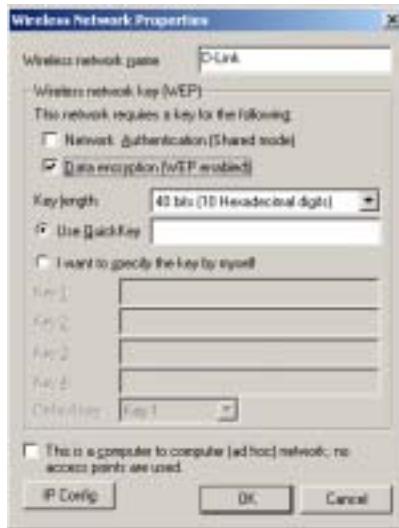 Wireless Network Properties
Wireless network name D-Link
Wireless network key (WEP)
This network requires a key for the following:
Network Authentication (Shared mode)
Data encryption (WEP enabled)
Key length 40 bits (10 Hexadecimal digits)
Use QuickKey
I want to specify the key by myself
Key 1
Key 2
Key 3
Key 4
Default key Key 1
This is a computer to computer (ad hoc) network; no
access points are used.
IP Config OK Cancel